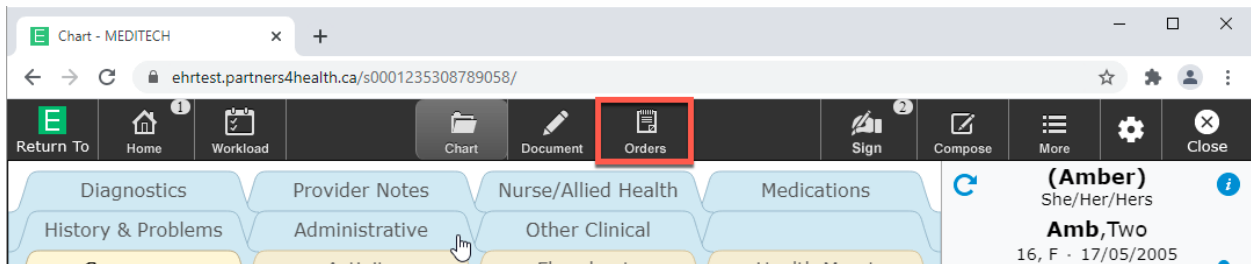 E Chart - MEDITECH
ehrtest.partners4health.ca/s0001235308789058/
E 1 2
Return To Home Workload Chart Document Orders Sign Compose More Close
Diagnostics Provider Notes Nurse/Allied Health Medications
History & Problems Administrative Other Clinical
(Amber)
She/Her/Hers
Amb,Two
16, F · 17/05/2005